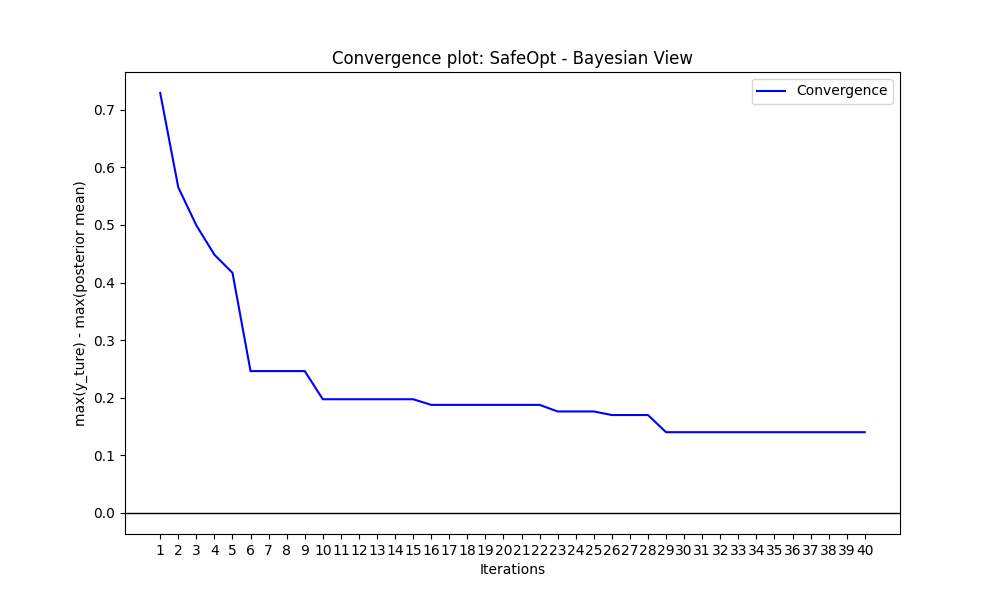 Convergence plot: SafeOpt - Bayesian View
Convergence
max(y_ture) - max(posterior mean)
0.7
0.6
0.5
0.4
0.3
0.2
0.1
0.0
1 2 3 4 5 6 7 8 9 10 11 12 13 14 15 16 17 18 19 20 21 22 23 24 25 26 27 28 29 30 31 32 33 34 35 36 37 38 39 40
Iterations